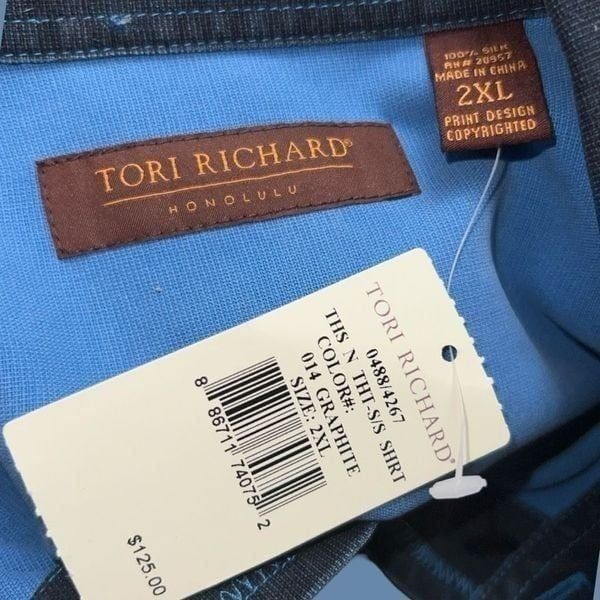 100% SILK
RN# 20957
MADE IN CHINA
2XL
PRINT DESIGN
COPYRIGHTED
TORI RICHARD®
HONOLULU
TORI RICHARD®
0488/4267
THS N THT-S/S SHRT
COLOR#:
014 GRAPHITE
SIZE: 2XL
8 86711 74075 2
$125.00